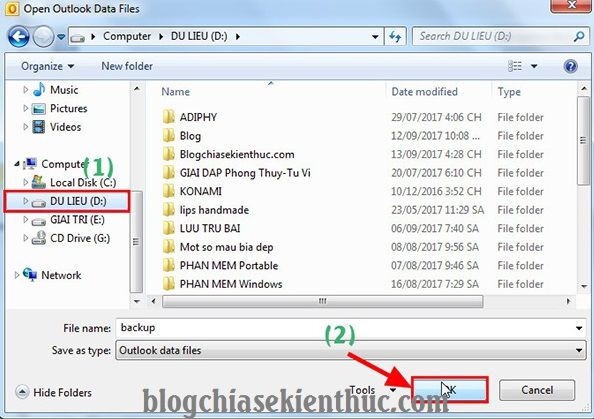 Open Outlook Data Files
Computer ▸ DU LIEU (D:) ▸
Search DU LIEU (D:)
Organize
New folder
Music
Pictures
Videos
Computer
(1)
Local Disk (C:)
DU LIEU (D:)
GIAI TRI (E:)
CD Drive (G:)
Network
Name Date modified Type
ADIPHY 29/07/2017 4:06 CH File folder
Blog 12/09/2017 10:08 ... File folder
Blogchiasekienthuc.com 13/09/2017 4:28 CH File folder
GIAI DAP Phong Thuy-Tu Vi 20/08/2017 6:10 CH File folder
KONAMI 10/12/2016 3:52 CH File folder
lips handmade 23/05/2017 11:29 SA File folder
LUU TRU BAI 06/09/2017 7:40 SA File folder
Mot so mau bia dep 07/08/2017 9:58 SA File folder
PHAN MEM Portable 07/08/2017 9:46 SA File folder
PHAN MEM Windows 16/08/2017 7:29 SA File folder
File name: backup
(2)
Save as type: Outlook data files
Hide Folders
Tools
OK
Cancel
blogchiasekienthuc.com